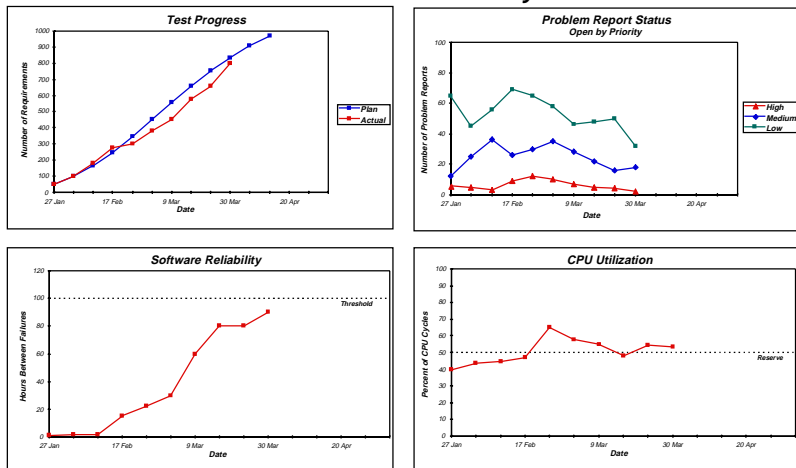 Test Progress
Number of Requirements
1000
900
800
700
600
500
400
300
200
100
0
27 Jan 17 Feb 9 Mar 30 Mar 20 Apr
Date
Plan
Actual
Problem Report Status
Open by Priority
Number of Problem Reports
100
80
60
40
20
0
27 Jan 17 Feb 9 Mar 30 Mar 20 Apr
Date
High
Medium
Low
Software Reliability
Hours Between Failures
120
100
80
60
40
20
0
Threshold
27 Jan 17 Feb 9 Mar 30 Mar 20 Apr
Date
CPU Utilization
Percent of CPU Cycles
100
90
80
70
60
50
40
30
20
10
0
Reserve
27 Jan 17 Feb 9 Mar 30 Mar 20 Apr
Date